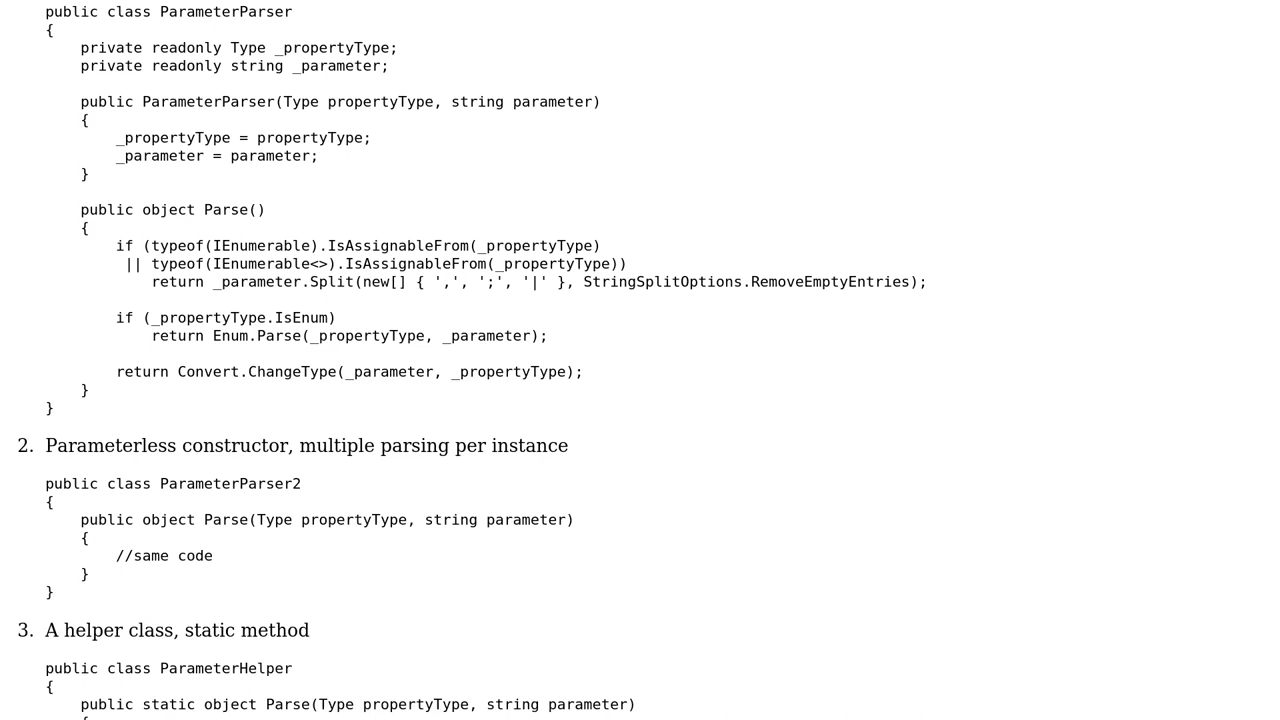 public class ParameterParser
{
    private readonly Type _propertyType;
    private readonly string _parameter;

    public ParameterParser(Type propertyType, string parameter)
    {
        _propertyType = propertyType;
        _parameter = parameter;
    }

    public object Parse()
    {
        if (typeof(IEnumerable).IsAssignableFrom(_propertyType)
         || typeof(IEnumerable<>).IsAssignableFrom(_propertyType))
            return _parameter.Split(new[] { ',', ';', '|' }, StringSplitOptions.RemoveEmptyEntries);

        if (_propertyType.IsEnum)
            return Enum.Parse(_propertyType, _parameter);

        return Convert.ChangeType(_parameter, _propertyType);
    }
}
2. Parameterless constructor, multiple parsing per instance
public class ParameterParser2
{
    public object Parse(Type propertyType, string parameter)
    {
        //same code
    }
}
3. A helper class, static method
public class ParameterHelper
{
    public static object Parse(Type propertyType, string parameter)
    {